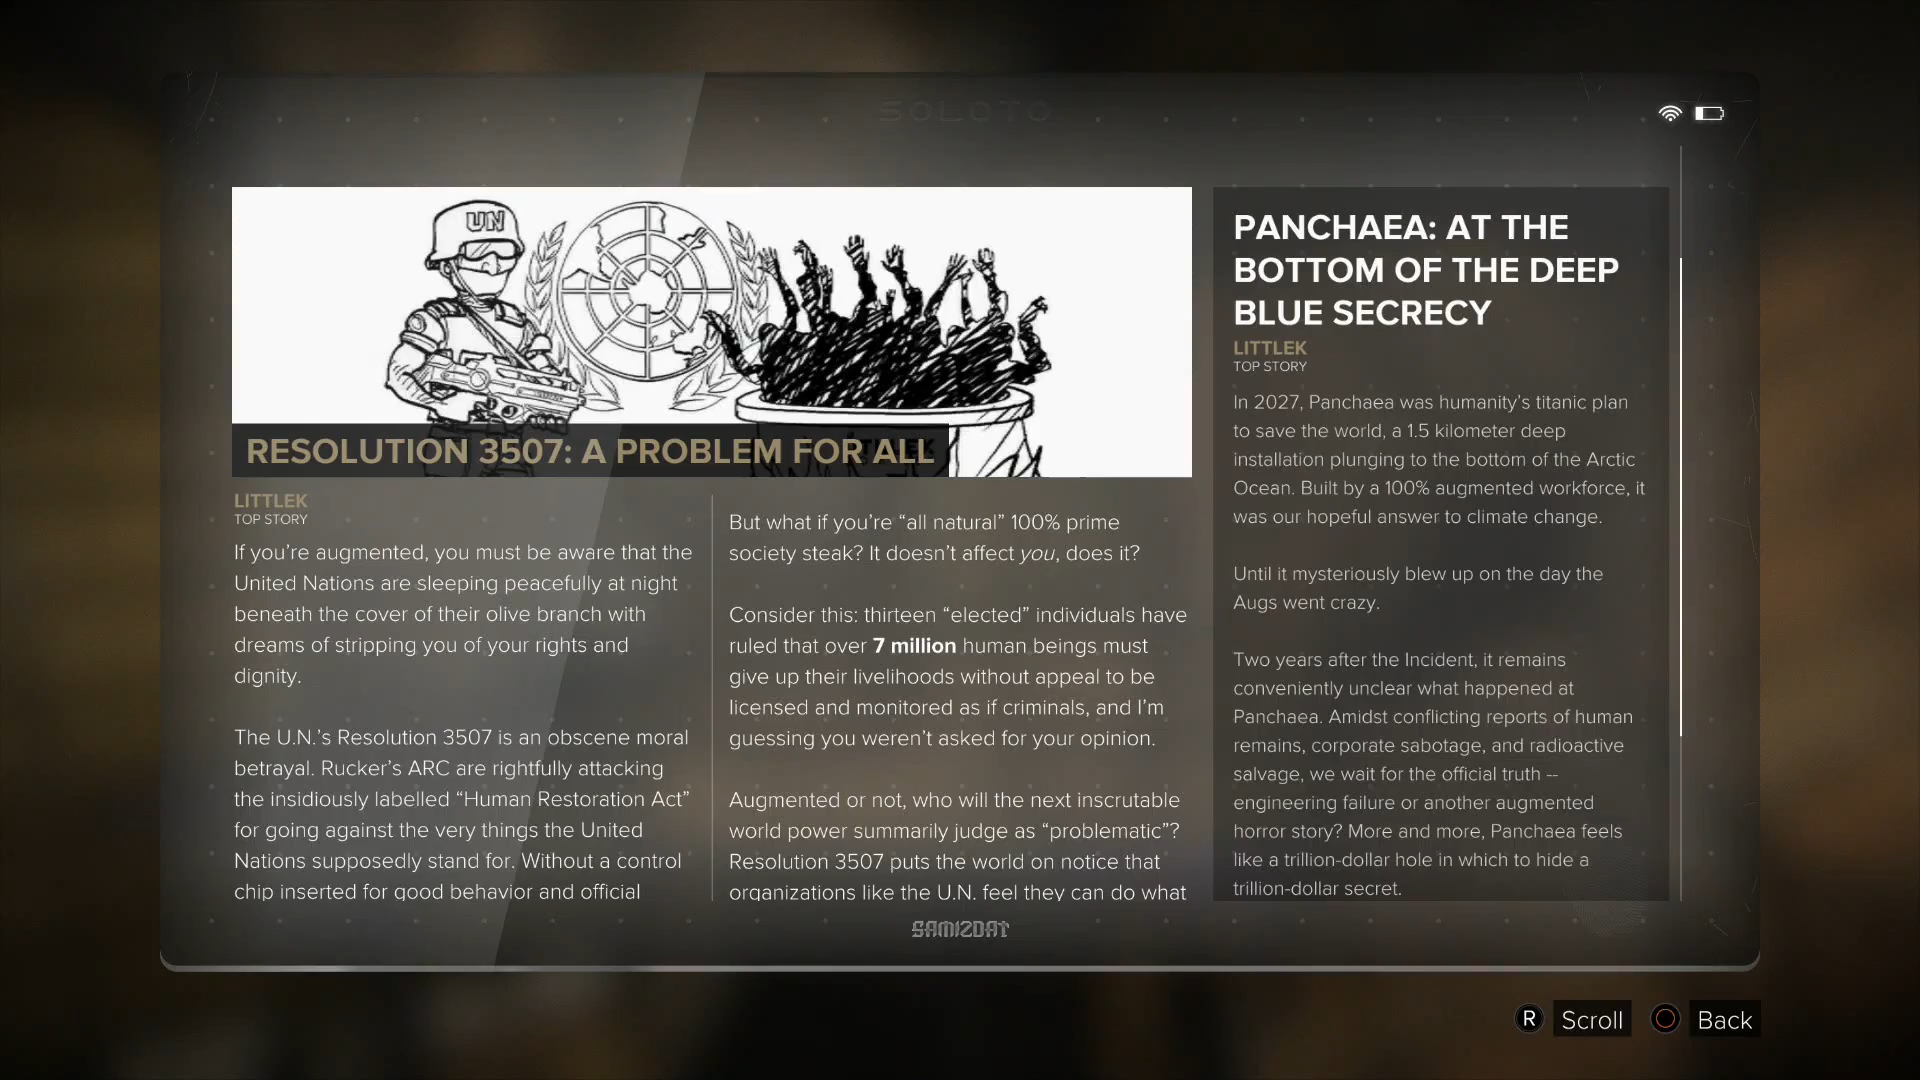 SOLOTO
UN
RESOLUTION 3507: A PROBLEM FOR ALL
LITTLEK
TOP STORY
If you're augmented, you must be aware that the
United Nations are sleeping peacefully at night
beneath the cover of their olive branch with
dreams of stripping you of your rights and
dignity.
The U.N.'s Resolution 3507 is an obscene moral
betrayal. Rucker's ARC are rightfully attacking
the insidiously labelled “Human Restoration Act”
for going against the very things the United
Nations supposedly stand for. Without a control
chip inserted for good behavior and official
But what if you're “all natural” 100% prime
society steak? It doesn't affect you, does it?
Consider this: thirteen “elected” individuals have
ruled that over 7 million human beings must
give up their livelihoods without appeal to be
licensed and monitored as if criminals, and I'm
guessing you weren't asked for your opinion.
Augmented or not, who will the next inscrutable
world power summarily judge as “problematic”?
Resolution 3507 puts the world on notice that
organizations like the U.N. feel they can do what
PANCHAEA: AT THE
BOTTOM OF THE DEEP
BLUE SECRECY
LITTLEK
TOP STORY
In 2027, Panchaea was humanity's titanic plan
to save the world, a 1.5 kilometer deep
installation plunging to the bottom of the Arctic
Ocean. Built by a 100% augmented workforce, it
was our hopeful answer to climate change.
Until it mysteriously blew up on the day the
Augs went crazy.
Two years after the Incident, it remains
conveniently unclear what happened at
Panchaea. Amidst conflicting reports of human
remains, corporate sabotage, and radioactive
salvage, we wait for the official truth --
engineering failure or another augmented
horror story? More and more, Panchaea feels
like a trillion-dollar hole in which to hide a
trillion-dollar secret.
SAMIZDAT
R Scroll Back